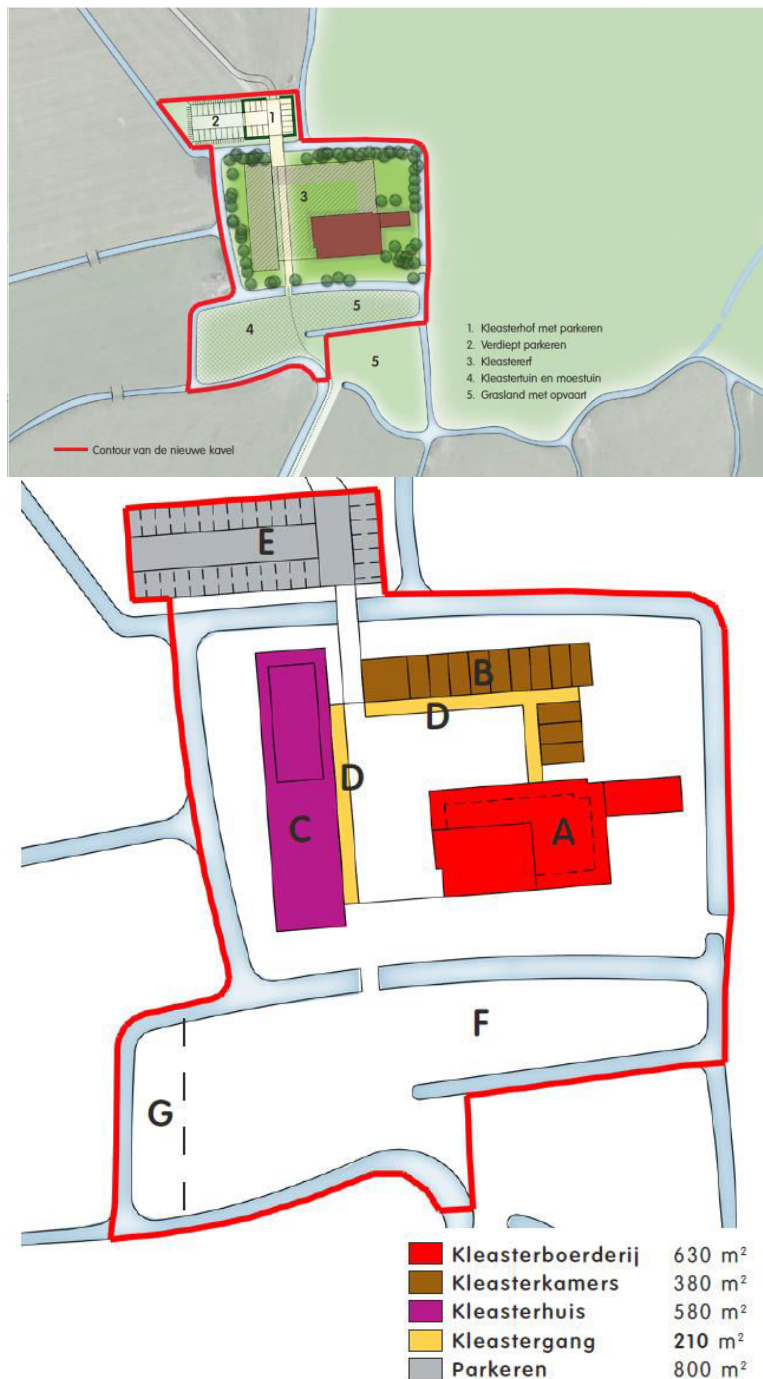 2
1
3
4
5
5
1. Kleasterhof met parkeren
2. Verdiept parkeren
3. Kleastererf
4. Kleastertuin en moestuin
5. Grasland met opvaart
Contour van de nieuwe kavel
E
B
D
D
C
A
F
G
Kleasterboerderij 630 m²
Kleasterkamers 380 m²
Kleasterhuis 580 m²
Kleastergang 210 m²
Parkeren 800 m²